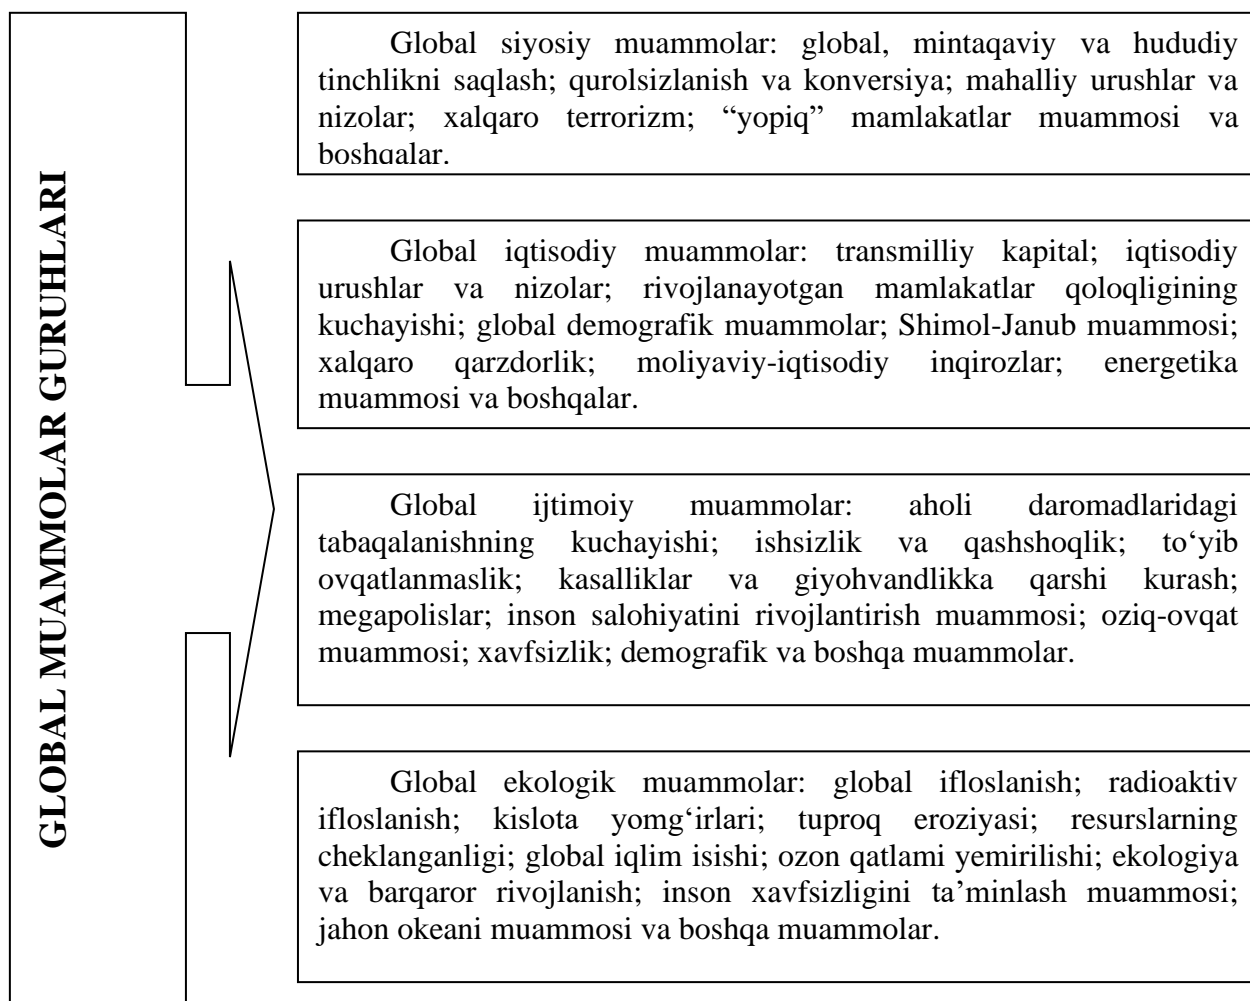 GLOBAL MUAMMOLAR GURUHLARI
Global siyosiy muammolar: global, mintaqaviy va hududiy
tinchlikni saqlash; qurolsizlanish va konversiya; mahalliy urushlar va
nizolar; xalqaro terrorizm; “yopiq” mamlakatlar muammosi va
boshqalar.
Global iqtisodiy muammolar: transmilliy kapital; iqtisodiy
urushlar va nizolar; rivojlanayotgan mamlakatlar qoloqligining
kuchayishi; global demografik muammolar; Shimol-Janub muammosi;
xalqaro qarzdorlik; moliyaviy-iqtisodiy inqirozlar; energetika
muammosi va boshqalar.
Global ijtimoiy muammolar: aholi daromadlaridagi
tabaqalanishning kuchayishi; ishsizlik va qashshoqlik; to‘yib
ovqatlanmaslik; kasalliklar va giyohvandlikka qarshi kurash;
megapolislar; inson salohiyatini rivojlantirish muammosi; oziq-ovqat
muammosi; xavfsizlik; demografik va boshqa muammolar.
Global ekologik muammolar: global ifloslanish; radioaktiv
ifloslanish; kislota yomg‘irlari; tuproq eroziyasi; resurslarning
cheklanganligi; global iqlim isishi; ozon qatlami yemirilishi; ekologiya
va barqaror rivojlanish; inson xavfsizligini ta’minlash muammosi;
jahon okeani muammosi va boshqa muammolar.